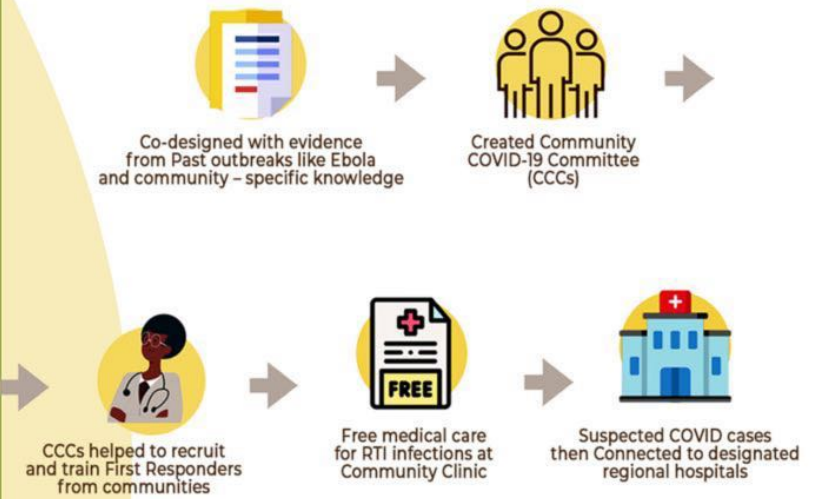 Co-designed with evidence
from Past outbreaks like Ebola
and community – specific knowledge
Created Community
COVID-19 Committee
(CCCs)
CCCs helped to recruit
and train First Responders
from communities
FREE
Free medical care
for RTI infections at
Community Clinic
Suspected COVID cases
then Connected to designated
regional hospitals